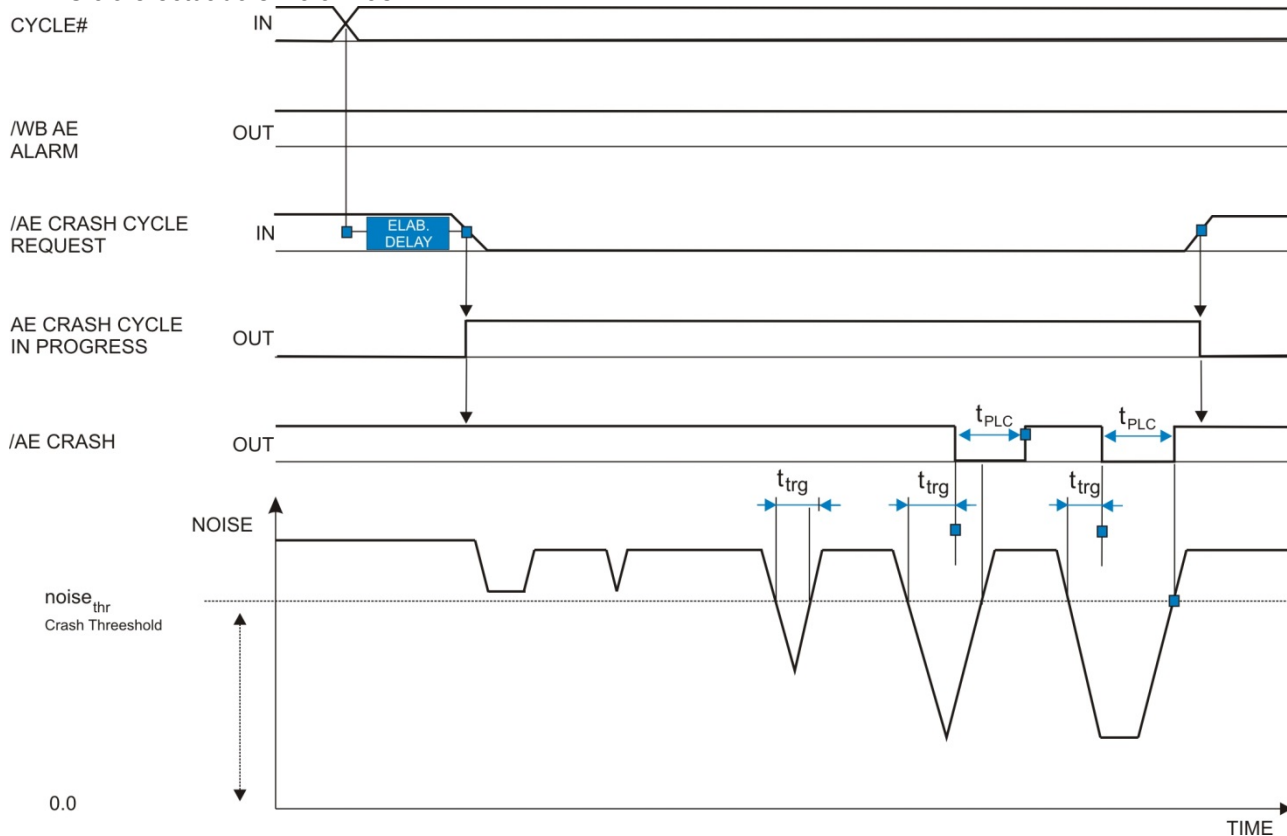 CYCLE# IN
/WB AE
ALARM
OUT
/AE CRASH CYCLE
REQUEST
IN
ELAB.
DELAY
AE CRASH CYCLE
IN PROGRESS
OUT
/AE CRASH OUT
tPLC tPLC
ttrg ttrg ttrg
NOISE
noisethr
Crash Threeshold
0.0
TIME